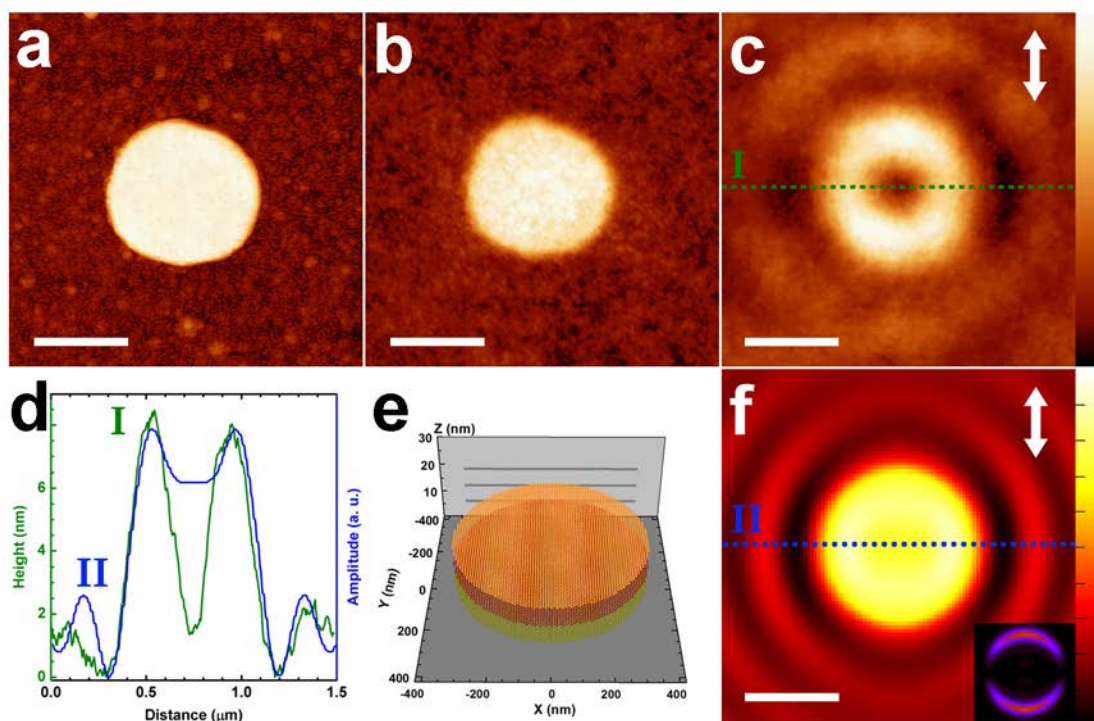 a
b
c
I
d
I
II
Height (nm)
6
4
2
0
0.0
0.5
1.0
1.5
Distance (μm)
Amplitude (a. u.)
e
Z (nm)
30
20
10
-400
-200
0
200
400
Y (nm)
-400
-200
0
200
400
X (nm)
f
II